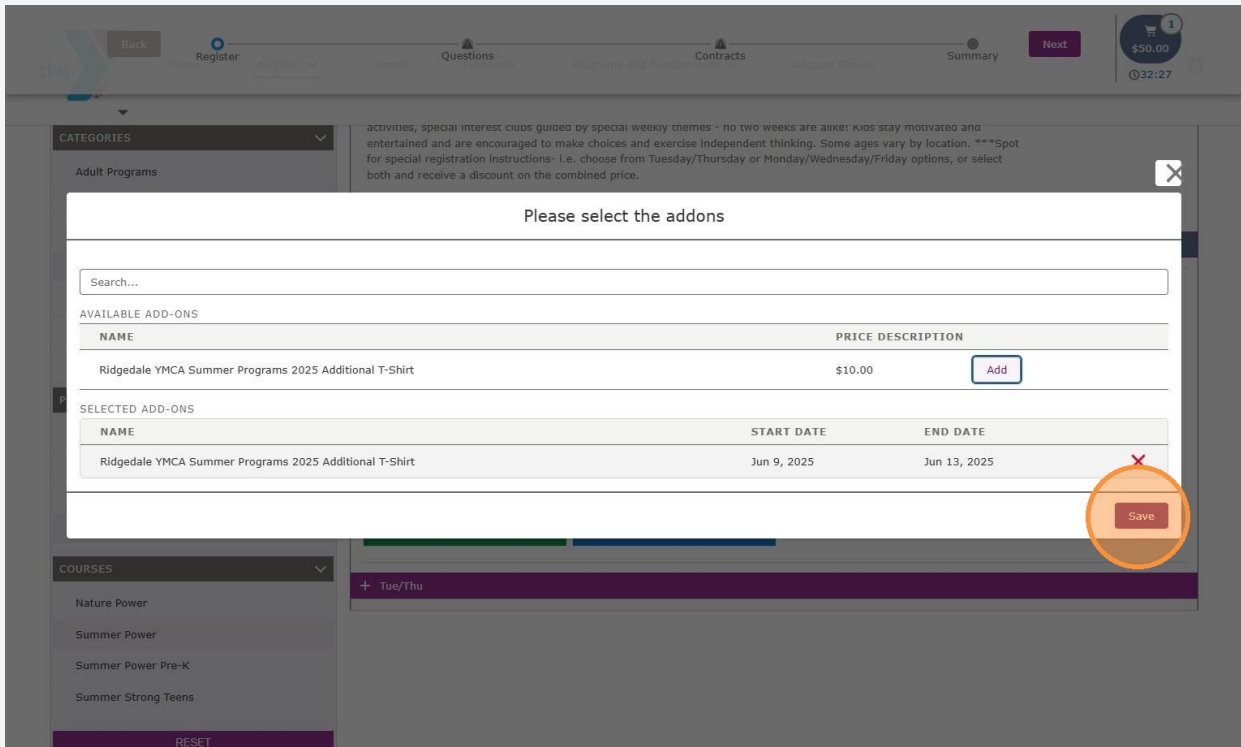 Back
Register
Questions
Contracts
Summary
Next
1
$50.00
32:27
the
CATEGORIES
Adult Programs
activities, special interest clubs guided by special weekly themes - no two weeks are alike! Kids stay motivated and
entertained and are encouraged to make choices and exercise independent thinking. Some ages vary by location. ***Spot
for special registration instructions- i.e. choose from Tuesday/Thursday or Monday/Wednesday/Friday options, or select
both and receive a discount on the combined price.
Please select the addons
Search...
AVAILABLE ADD-ONS
NAME PRICE DESCRIPTION
Ridgedale YMCA Summer Programs 2025 Additional T-Shirt $10.00 Add
SELECTED ADD-ONS
NAME START DATE END DATE
Ridgedale YMCA Summer Programs 2025 Additional T-Shirt Jun 9, 2025 Jun 13, 2025
Save
COURSES
+ Tue/Thu
Nature Power
Summer Power
Summer Power Pre-K
Summer Strong Teens
RESET